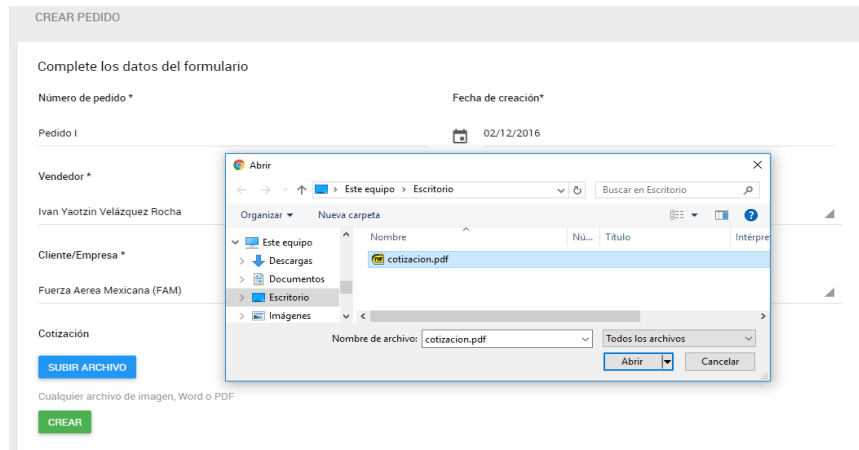 CREAR PEDIDO
Complete los datos del formulario
Número de pedido *
Fecha de creación*
Pedido I
02/12/2016
Vendedor *
Ivan Yaotzin Velázquez Rocha
Cliente/Empresa *
Fuerza Aerea Mexicana (FAM)
Cotización
SUBIR ARCHIVO
Cualquier archivo de imagen, Word o PDF
CREAR
Abrir
Este equipo > Escritorio
Buscar en Escritorio
Organizar
Nueva carpeta
Este equipo
Descargas
Documentos
Escritorio
Imágenes
Nombre
Nú...
Título
Intérpre
PDF cotizacion.pdf
Nombre de archivo: cotizacion.pdf
Todos los archivos
Abrir
Cancelar